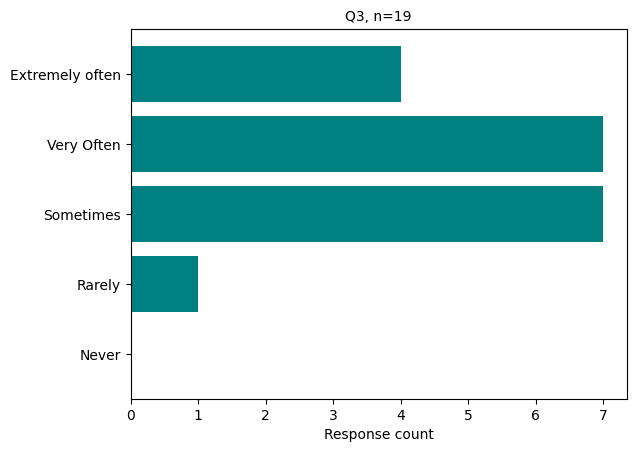 Q3, n=19
Extremely often
Very Often
Sometimes
Rarely
Never
0 1 2 3 4 5 6 7
Response count